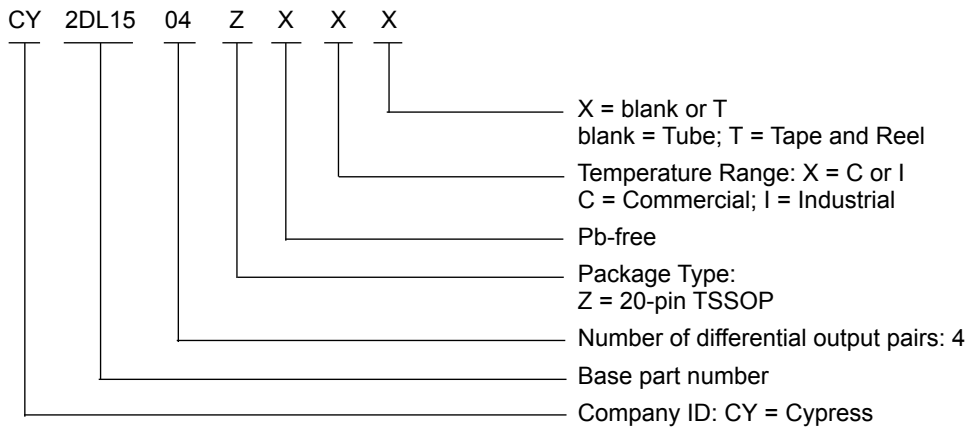 CY 2DL15 04 Z X X X
X = blank or T
blank = Tube; T = Tape and Reel
Temperature Range: X = C or I
C = Commercial; I = Industrial
Pb-free
Package Type:
Z = 20-pin TSSOP
Number of differential output pairs: 4
Base part number
Company ID: CY = Cypress